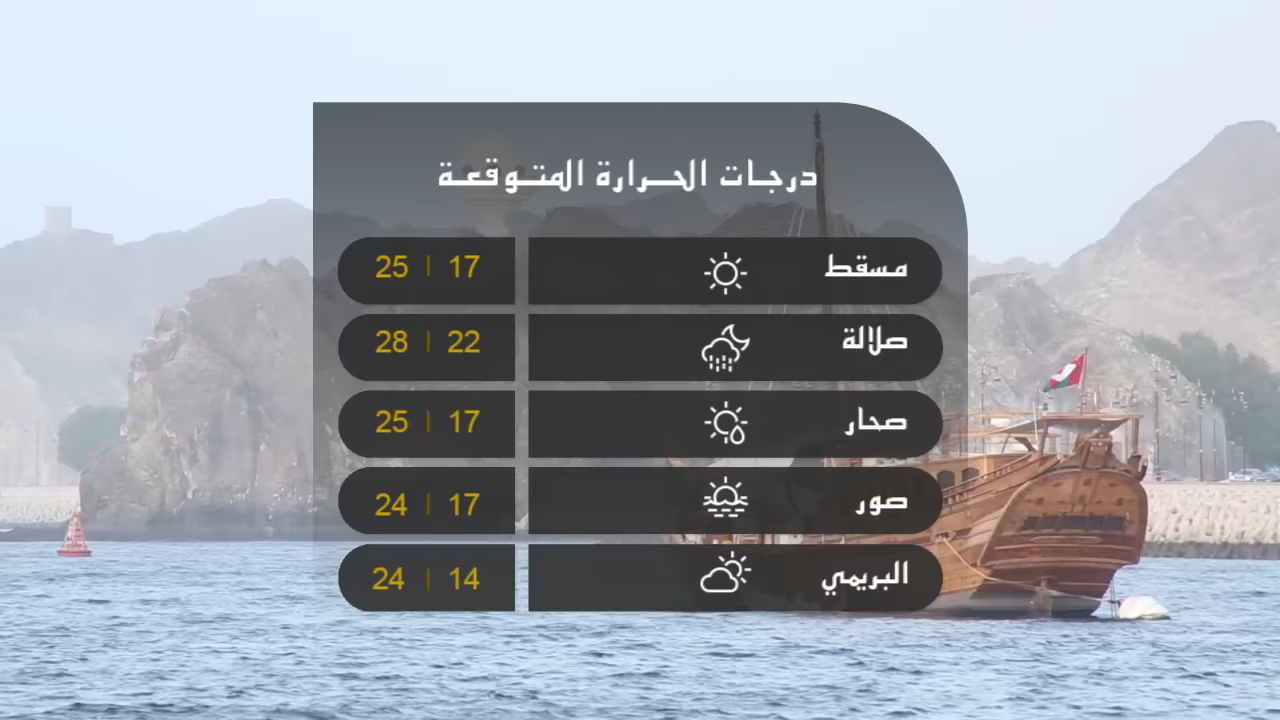 درجات الحرارة المتوقعة
مسقط 17 | 25
صلالة 22 | 28
صحار 17 | 25
صور 17 | 24
البريمي 14 | 24